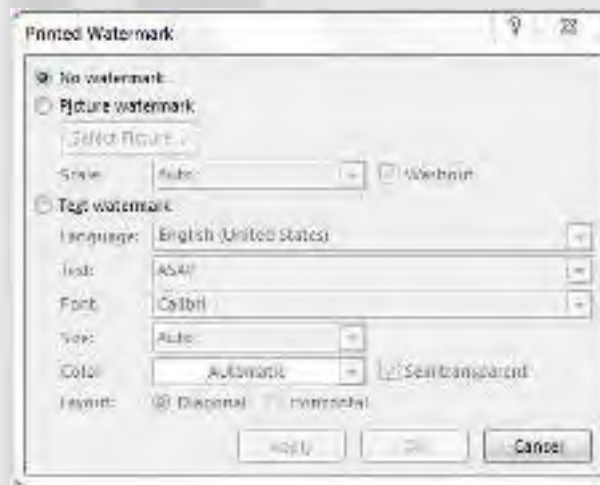 Printed Watermark
No watermark
Picture watermark
Select Picture...
Scale: Auto Washout
Text watermark
Language: English (United States)
Text: ASAP
Font: Calibri
Size: Auto
Color: Automatic Semitransparent
Layout: Diagonal Horizontal
Apply OK Cancel